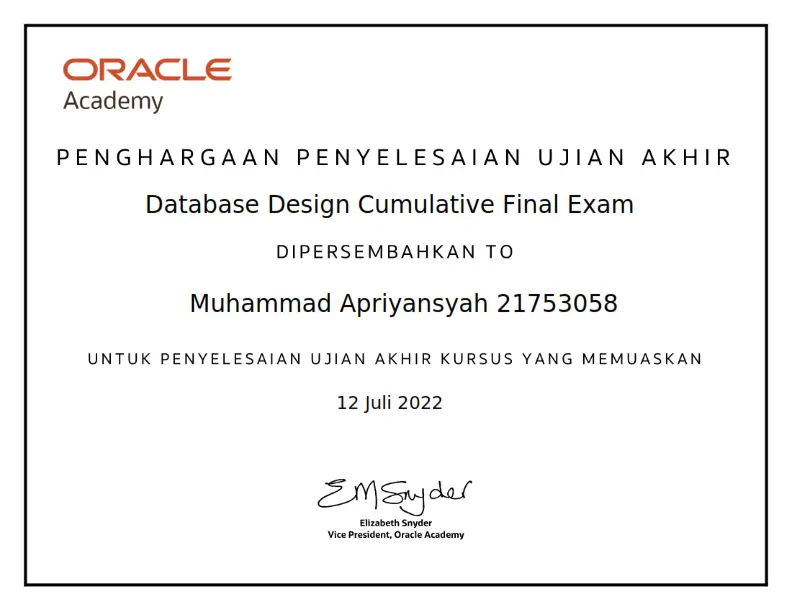 ORACLE
Academy
PENGHARGAAN PENYELESAIAN UJIAN AKHIR
Database Design Cumulative Final Exam
DIPERSEMBAHKAN TO
Muhammad Apriyansyah 21753058
UNTUK PENYELESAIAN UJIAN AKHIR KURSUS YANG MEMUASKAN
12 Juli 2022
EMSnyder
Elizabeth Snyder
Vice President, Oracle Academy